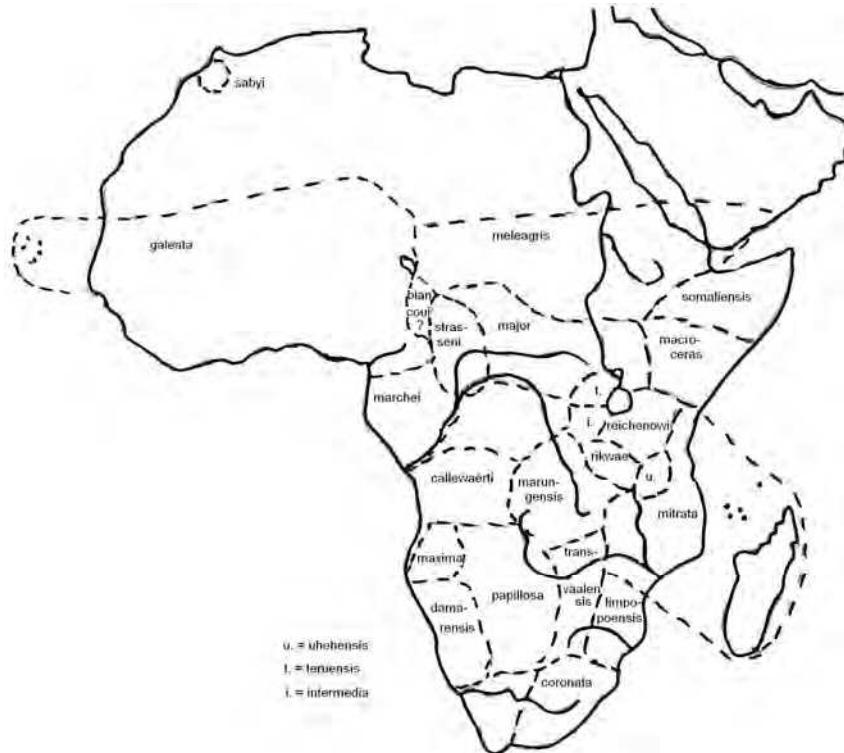 sabyi
galeata
meleagris
bian
coui
?
stras-
seni
major
somaliensis
macro-
ceras
marchei
t.
i.
reichenowi
rikwae
u.
callewaerti
marun-
gensis
mitrata
maxima
trans-
vaalen
sis
papillosa
dama-
rensis
limpo-
poensis
coronata
u. = uhehensis
t. = teruensis
i. = intermedia